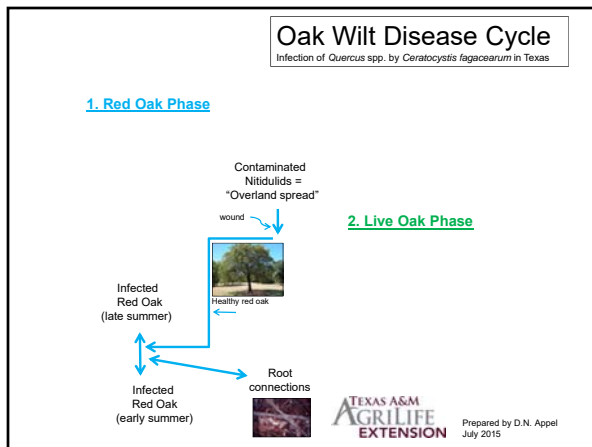 Oak Wilt Disease Cycle
Infection of Quercus spp. by Ceratocystis fagacearum in Texas
1. Red Oak Phase
Contaminated
Nitidulids =
“Overland spread”
wound
2. Live Oak Phase
Healthy red oak
Infected
Red Oak
(late summer)
Infected
Red Oak
(early summer)
Root
connections
TEXAS A&M
AGRILIFE
EXTENSION
Prepared by D.N. Appel
July 2015